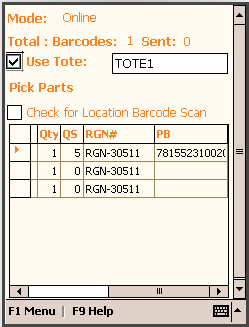 Mode: Online
Total : Barcodes: 1 Sent: 0
Use Tote: TOTE1
Pick Parts
Check for Location Barcode Scan
Qty QS RGN# PB
1 5 RGN-30511 78155231002
1 0 RGN-30511
1 0 RGN-30511
F1 Menu | F9 Help